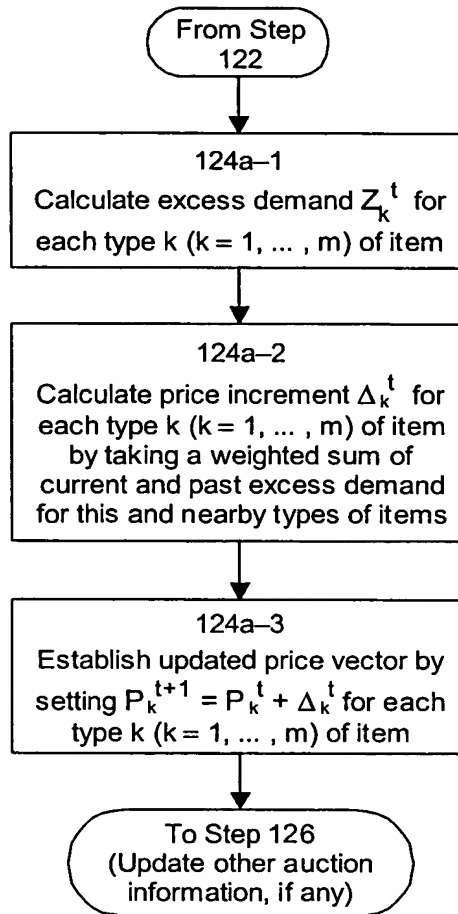 From Step
122
124a–1
Calculate excess demand Z_k^t for
each type k (k = 1, ... , m) of item
124a–2
Calculate price increment Δ_k^t for
each type k (k = 1, ... , m) of item
by taking a weighted sum of
current and past excess demand
for this and nearby types of items
124a–3
Establish updated price vector by
setting P_k^{t+1} = P_k^t + Δ_k^t for each
type k (k = 1, ... , m) of item
To Step 126
(Update other auction
information, if any)